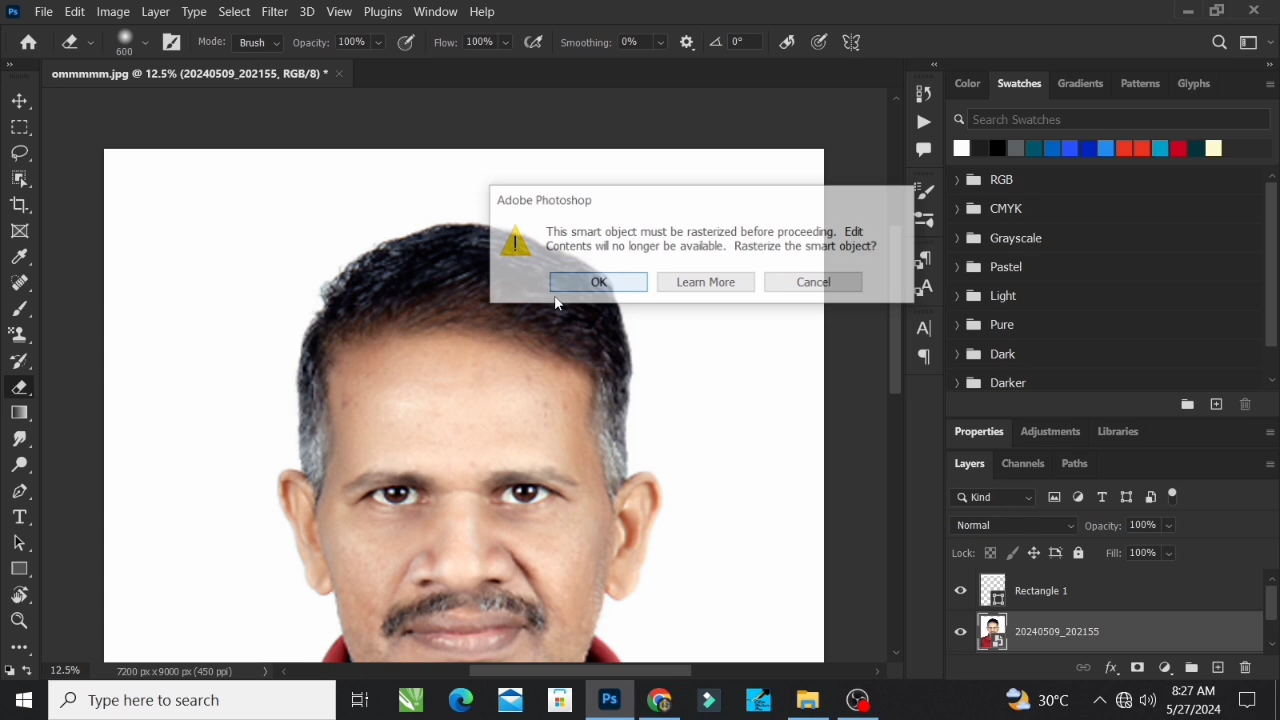 Ps File Edit Image Layer Type Select Filter 3D View Plugins Window Help
600 Mode: Brush Opacity: 100% Flow: 100% Smoothing: 0% 0°
ommmmm.jpg @ 12.5% (20240509_202155, RGB/8) *
Color Swatches Gradients Patterns Glyphs
Search Swatches
RGB
CMYK
Grayscale
Pastel
Light
Pure
Dark
Darker
Adobe Photoshop
This smart object must be rasterized before proceeding. Edit
Contents will no longer be available. Rasterize the smart object?
OK Learn More Cancel
Properties Adjustments Libraries
Layers Channels Paths
Kind
Normal Opacity: 100%
Lock: Fill: 100%
Rectangle 1
20240509_202155
12.5% 7200 px x 9000 px (450 ppi)
Type here to search
Ps
30°C
8:27 AM
5/27/2024